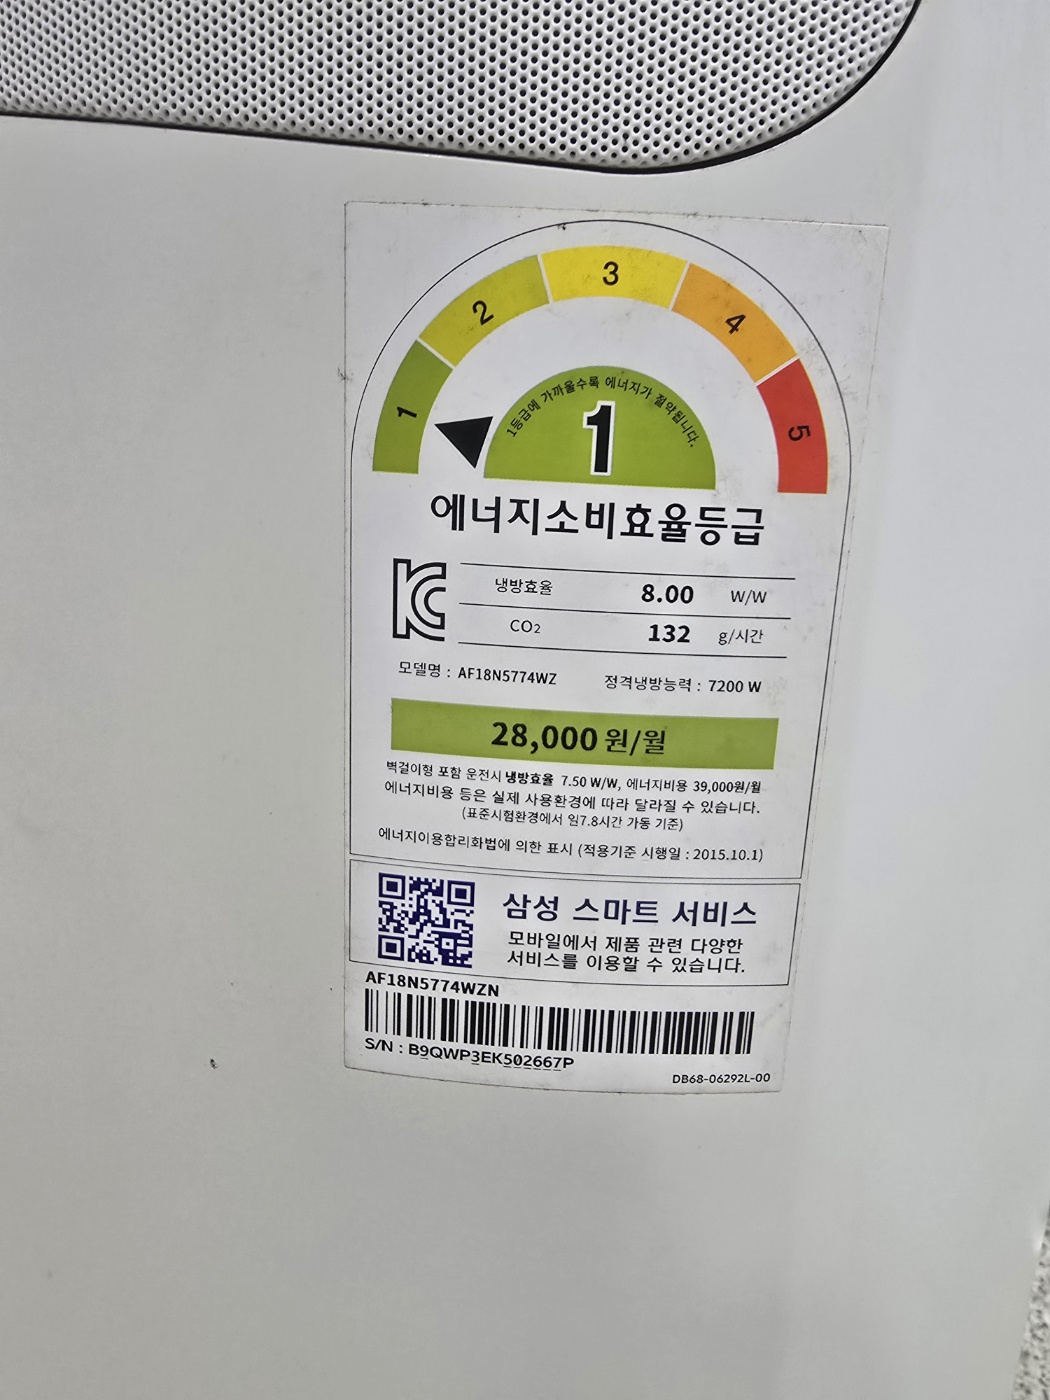 1
2
3
4
5
1등급에 가까울수록 에너지가 절약됩니다.
1
에너지소비효율등급
냉방효율 8.00 W/W
CO₂ 132 g/시간
모델명 : AF18N5774WZ 정격냉방능력 : 7200 W
28,000 원/월
벽걸이형 포함 운전시 냉방효율 7.50 W/W, 에너지비용 39,000원/월
에너지비용 등은 실제 사용환경에 따라 달라질 수 있습니다.
(표준시험환경에서 일7.8시간 가동 기준)
에너지이용합리화법에 의한 표시 (적용기준 시행일 : 2015.10.1)
삼성 스마트 서비스
모바일에서 제품 관련 다양한
서비스를 이용할 수 있습니다.
AF18N5774WZN
S/N : B9QWP3EK502667P
DB68-06292L-00